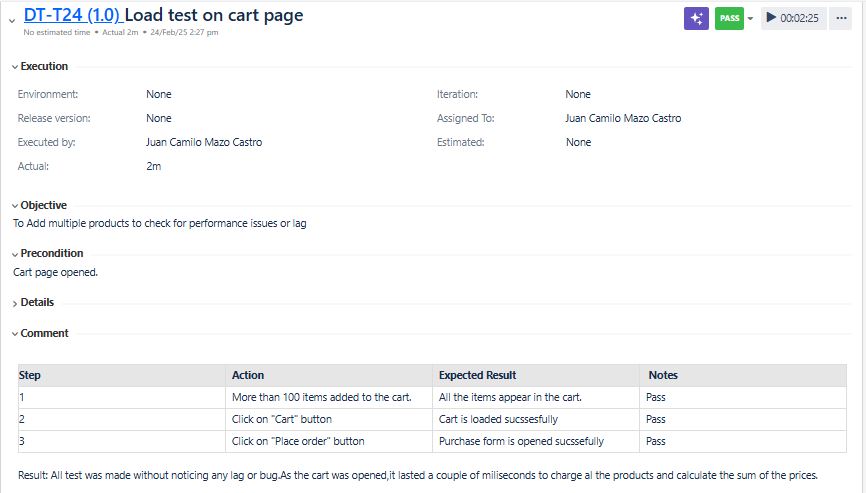 DT-T24 (1.0) Load test on cart page
PASS
00:02:25
No estimated time • Actual 2m • 24/Feb/25 2:27 pm
Execution
Environment: None Iteration: None
Release version: None Assigned To: Juan Camilo Mazo Castro
Executed by: Juan Camilo Mazo Castro Estimated: None
Actual: 2m
Objective
To Add multiple products to check for performance issues or lag
Precondition
Cart page opened.
Details
Comment
Step Action Expected Result Notes
1 More than 100 items added to the cart. All the items appear in the cart. Pass
2 Click on "Cart" button Cart is loaded sucssesfully Pass
3 Click on "Place order" button Purchase form is opened sucssefully Pass
Result: All test was made without noticing any lag or bug.As the cart was opened,it lasted a couple of miliseconds to charge al the products and calculate the sum of the prices.